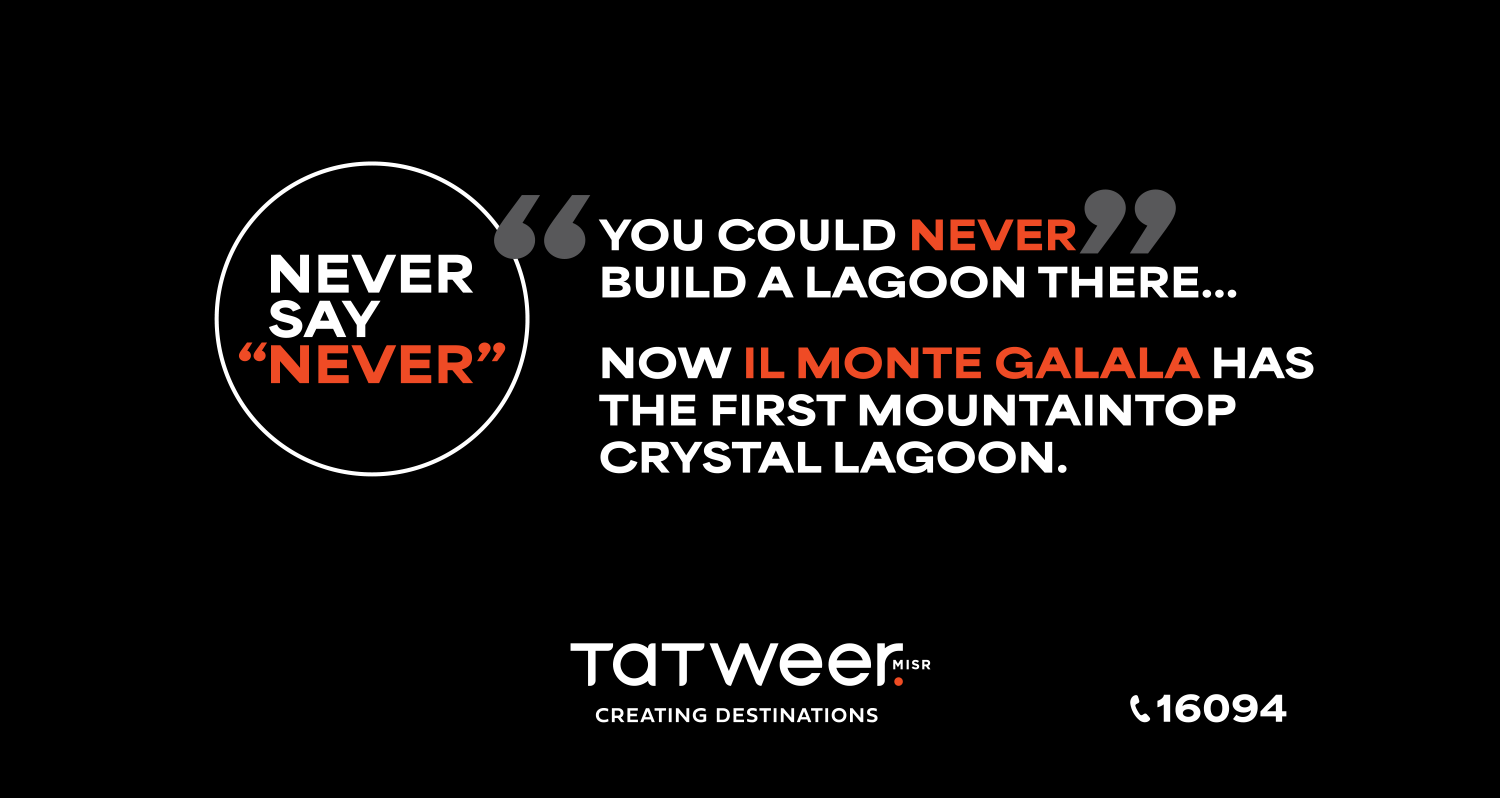 NEVER
SAY
“NEVER”
“YOU COULD NEVER”
BUILD A LAGOON THERE...
NOW IL MONTE GALALA HAS
THE FIRST MOUNTAINTOP
CRYSTAL LAGOON.
TaTweer. MISR
CREATING DESTINATIONS
16094